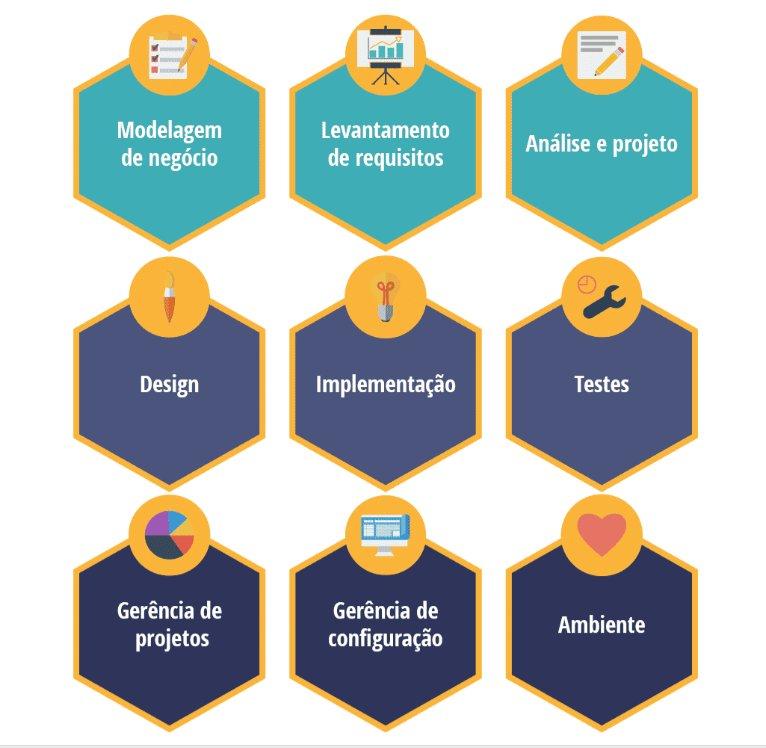 Modelagem
de negócio
Levantamento
de requisitos
Análise e projeto
Design
Implementação
Testes
Gerência de
projetos
Gerência de
configuração
Ambiente